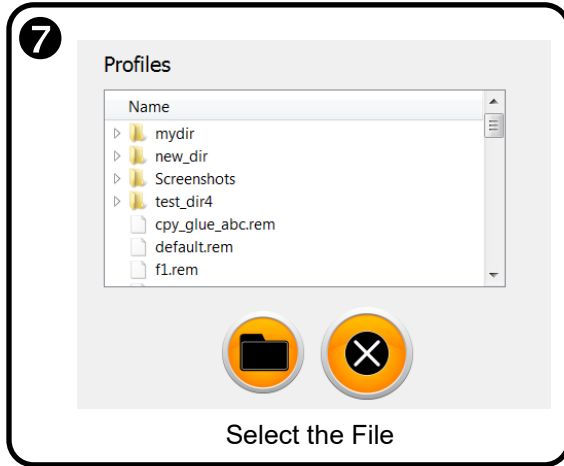 7
Profiles
Name
mydir
new_dir
Screenshots
test_dir4
cpy_glue_abc.rem
default.rem
f1.rem
Select the File